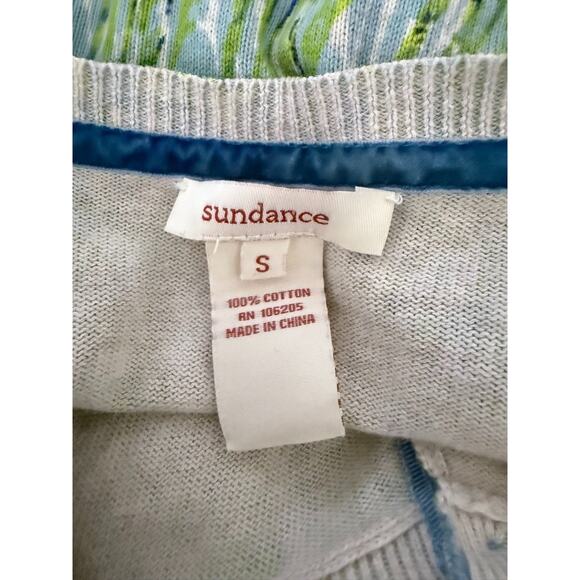 sundance
S
100% COTTON
RN 106205
MADE IN CHINA